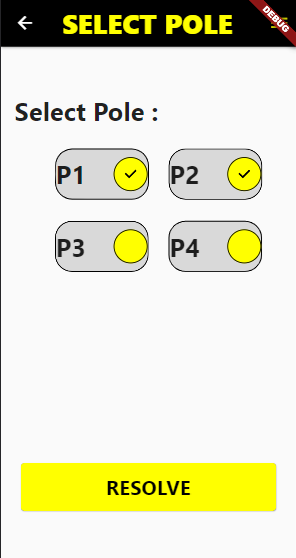 SELECT POLE
DEBUG
Select Pole :
P1 P2
P3 P4
RESOLVE